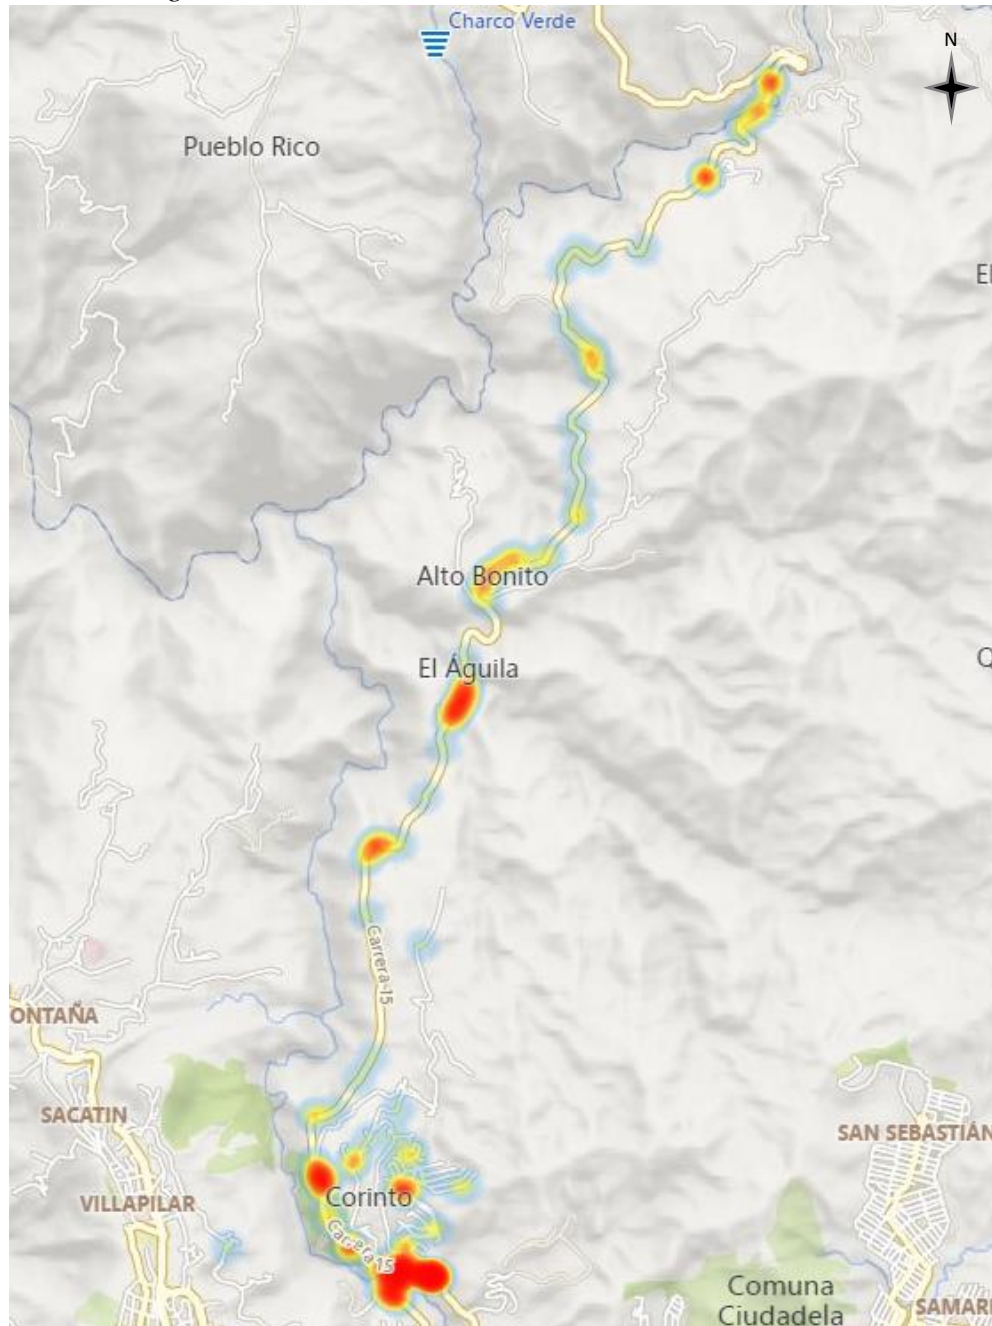 Charco Verde
N
Pueblo Rico
El
Alto Bonito
El Águila
Q
Carrera 15
ONTAÑA
SACATIN
SAN SEBASTIÁN
VILLAPILAR
Corinto
Carrera 15
Comuna
Ciudadela
SAMARI